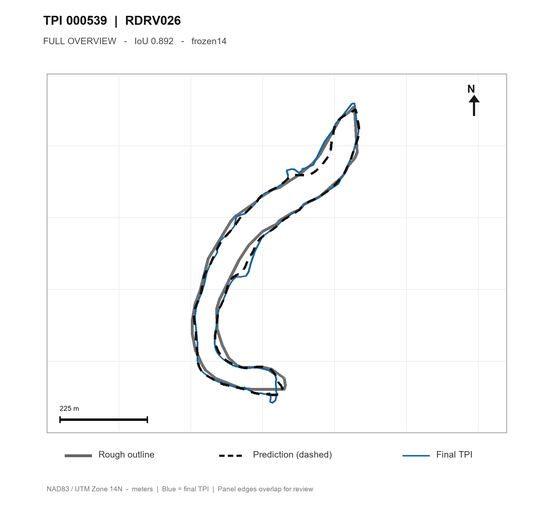 TPI 000539 | RDRV026
FULL OVERVIEW - IoU 0.892 - frozen14
N
225 m
Rough outline
Prediction (dashed)
Final TPI
NAD83 / UTM Zone 14N - meters | Blue = final TPI | Panel edges overlap for review